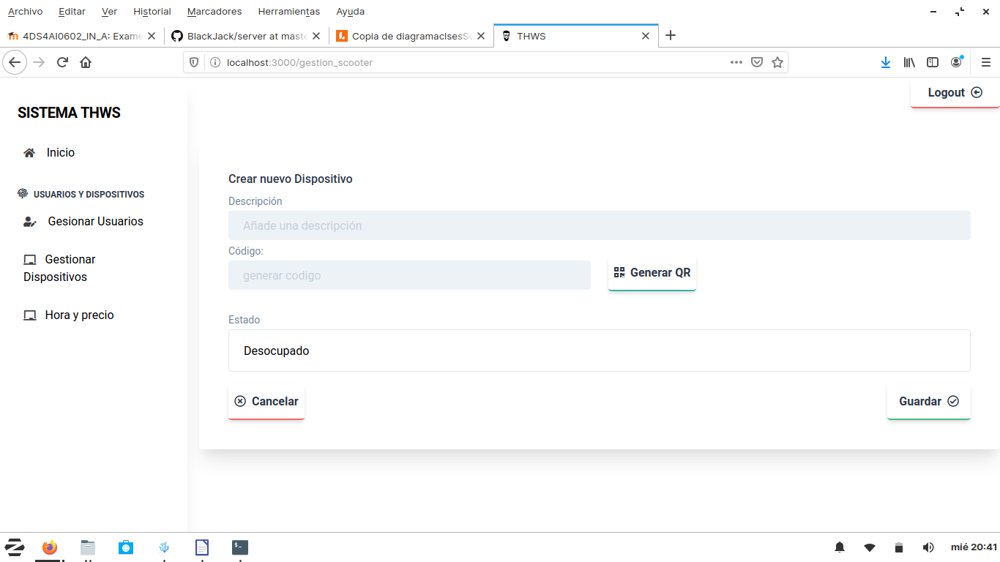 Archivo Editar Ver Historial Marcadores Herramientas Ayuda
4DS4AI0602_IN_A: Exame
BlackJack/server at maste
Copia de diagramaclsesSc
THWS
localhost:3000/gestion_scooter
Logout
SISTEMA THWS
Inicio
USUARIOS Y DISPOSITIVOS
Gesionar Usuarios
Gestionar
Dispositivos
Hora y precio
Crear nuevo Dispositivo
Descripción
Añade una descripción
Código:
generar codigo
Generar QR
Estado
Desocupado
Cancelar
Guardar
mié 20:41